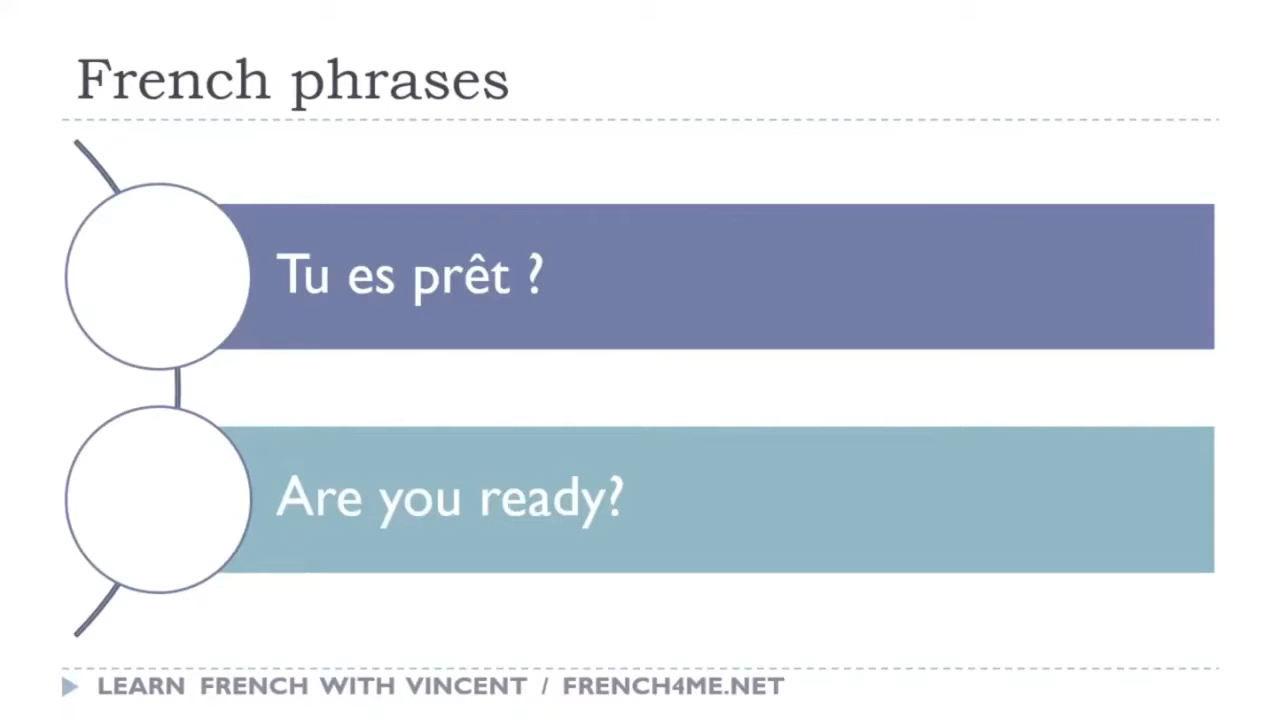 French phrases
Tu es prêt ?
Are you ready?
LEARN FRENCH WITH VINCENT / FRENCH4ME.NET